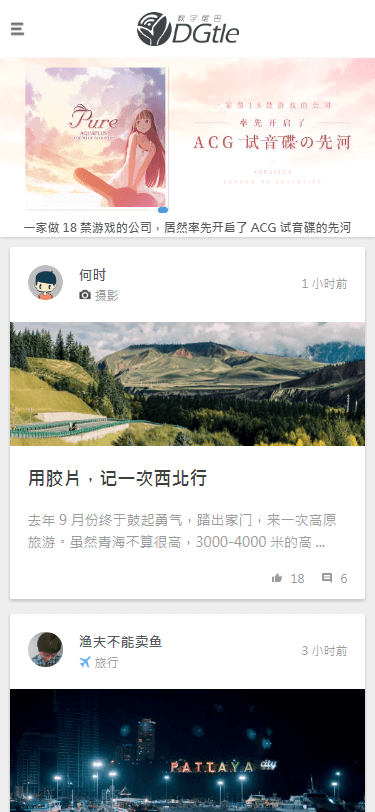 数字尾巴
DGtle
Pure
AQUAPLUS
一家做18禁游戏的公司
率先开启了
ACG 试音碟の先河
AQUAPLUS
一家做 18 禁游戏的公司，居然率先开启了 ACG 试音碟的先河
何时
摄影
1 小时前
用胶片，记一次西北行
去年 9 月份终于鼓起勇气，踏出家门，来一次高原
旅游。虽然青海不算很高，3000-4000 米的高 ...
18
6
渔夫不能卖鱼
旅行
3 小时前
PATTAYA city